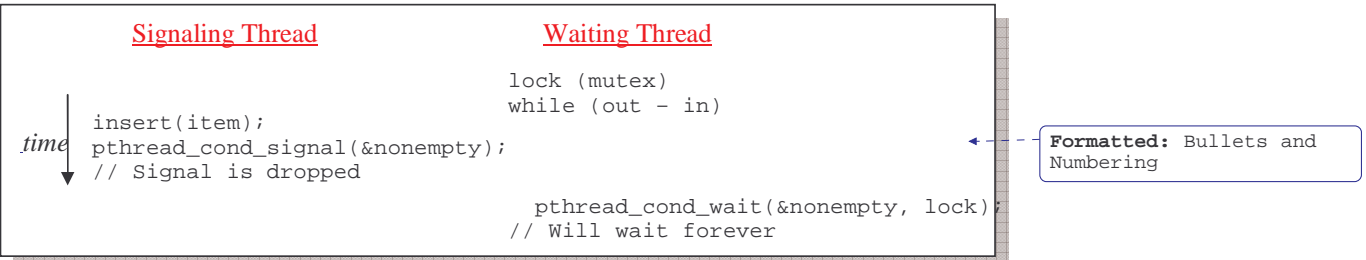 Signaling Thread
Waiting Thread
lock (mutex)
while (out – in)
insert(item);
pthread_cond_signal(&nonempty);
// Signal is dropped
time
pthread_cond_wait(&nonempty, lock);
// Will wait forever
Formatted: Bullets and
Numbering